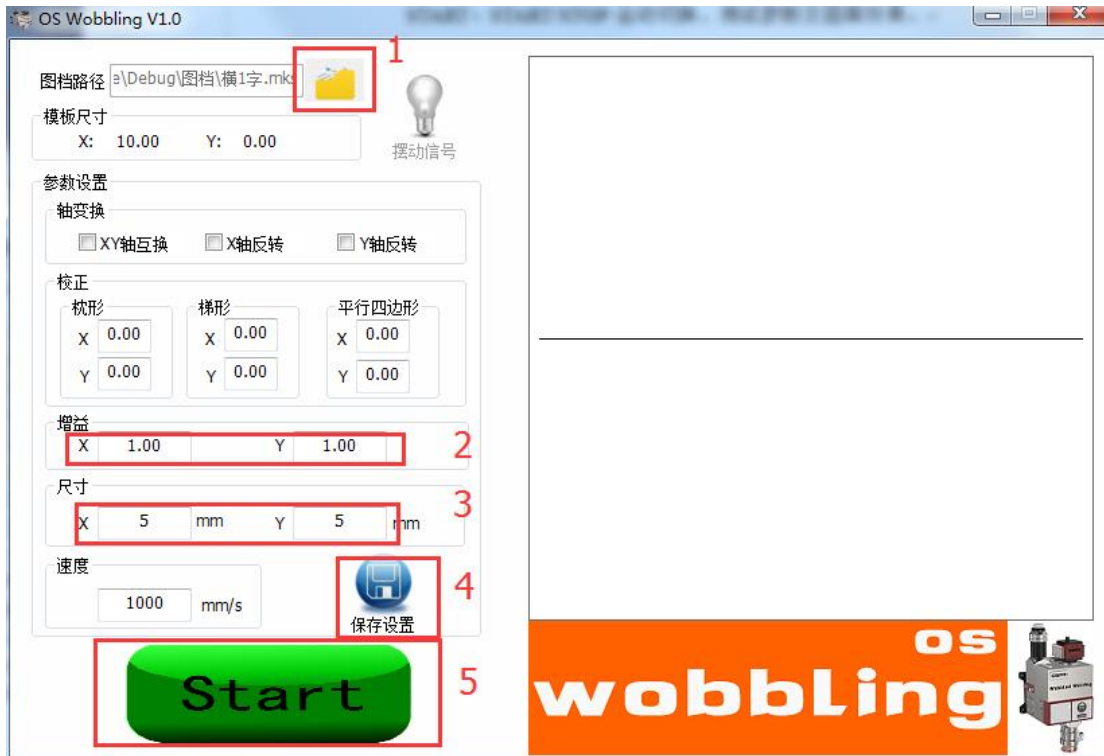 OS Wobbling V1.0
1
图档路径 e\Debug\图档\横1字.mks
模板尺寸
X: 10.00 Y: 0.00
摆动信号
参数设置
轴变换
XY轴互换 X轴反转 Y轴反转
校正
枕形 梯形 平行四边形
X 0.00 X 0.00 X 0.00
Y 0.00 Y 0.00 Y 0.00
增益
X 1.00 Y 1.00 2
尺寸
X 5 mm Y 5 mm 3
速度
1000 mm/s
4
保存设置
Start 5
os
wobbling